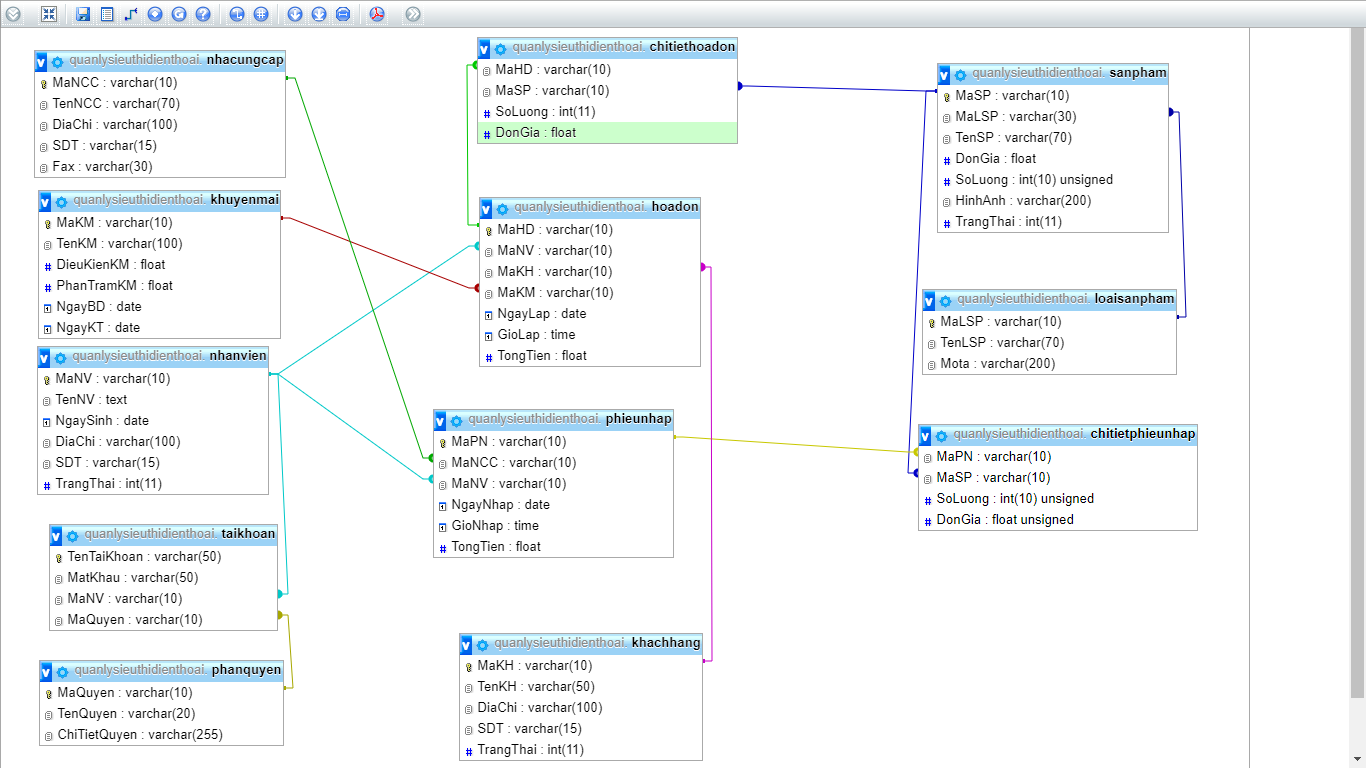 quanlysieuthidienthoai. nhacungcap
MaNCC : varchar(10)
TenNCC : varchar(70)
DiaChi : varchar(100)
SDT : varchar(15)
Fax : varchar(30)
quanlysieuthidienthoai. khuyenmai
MaKM : varchar(10)
TenKM : varchar(100)
DieuKienKM : float
PhanTramKM : float
NgayBD : date
NgayKT : date
quanlysieuthidienthoai. nhanvien
MaNV : varchar(10)
TenNV : text
NgaySinh : date
DiaChi : varchar(100)
SDT : varchar(15)
TrangThai : int(11)
quanlysieuthidienthoai. taikhoan
TenTaiKhoan : varchar(50)
MatKhau : varchar(50)
MaNV : varchar(10)
MaQuyen : varchar(10)
quanlysieuthidienthoai. phanquyen
MaQuyen : varchar(10)
TenQuyen : varchar(20)
ChiTietQuyen : varchar(255)
quanlysieuthidienthoai. chitiethoadon
MaHD : varchar(10)
MaSP : varchar(10)
SoLuong : int(11)
DonGia : float
quanlysieuthidienthoai. hoadon
MaHD : varchar(10)
MaNV : varchar(10)
MaKH : varchar(10)
MaKM : varchar(10)
NgayLap : date
GioLap : time
TongTien : float
quanlysieuthidienthoai. phieunhap
MaPN : varchar(10)
MaNCC : varchar(10)
MaNV : varchar(10)
NgayNhap : date
GioNhap : time
TongTien : float
quanlysieuthidienthoai. khachhang
MaKH : varchar(10)
TenKH : varchar(50)
DiaChi : varchar(100)
SDT : varchar(15)
TrangThai : int(11)
quanlysieuthidienthoai. sanpham
MaSP : varchar(10)
MaLSP : varchar(30)
TenSP : varchar(70)
DonGia : float
SoLuong : int(10) unsigned
HinhAnh : varchar(200)
TrangThai : int(11)
quanlysieuthidienthoai. loaisanpham
MaLSP : varchar(10)
TenLSP : varchar(70)
Mota : varchar(200)
quanlysieuthidienthoai. chitietphieunhap
MaPN : varchar(10)
MaSP : varchar(10)
SoLuong : int(10) unsigned
DonGia : float unsigned